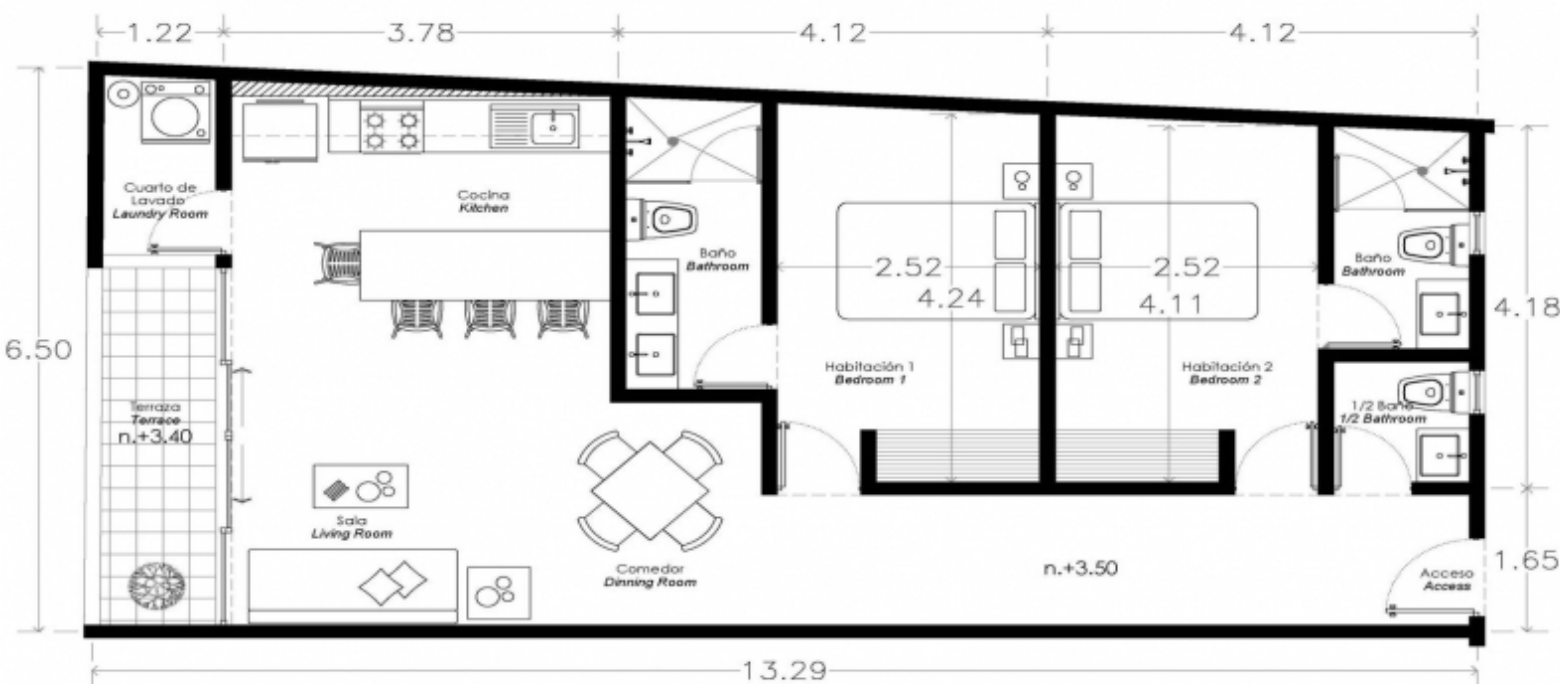 1.22
3.78
4.12
4.12
Cuarto de
Lavado
Laundry Room
Cocina
Kitchen
Baño
Bathroom
2.52
4.24
2.52
4.11
Baño
Bathroom
4.18
6.50
Habitación 1
Bedroom 1
Habitación 2
Bedroom 2
Terraza
Terrace
n.+3.40
1/2 Baño
1/2 Bathroom
Sala
Living Room
Comedor
Dinning Room
n.+3.50
1.65
Acceso
Access
13.29